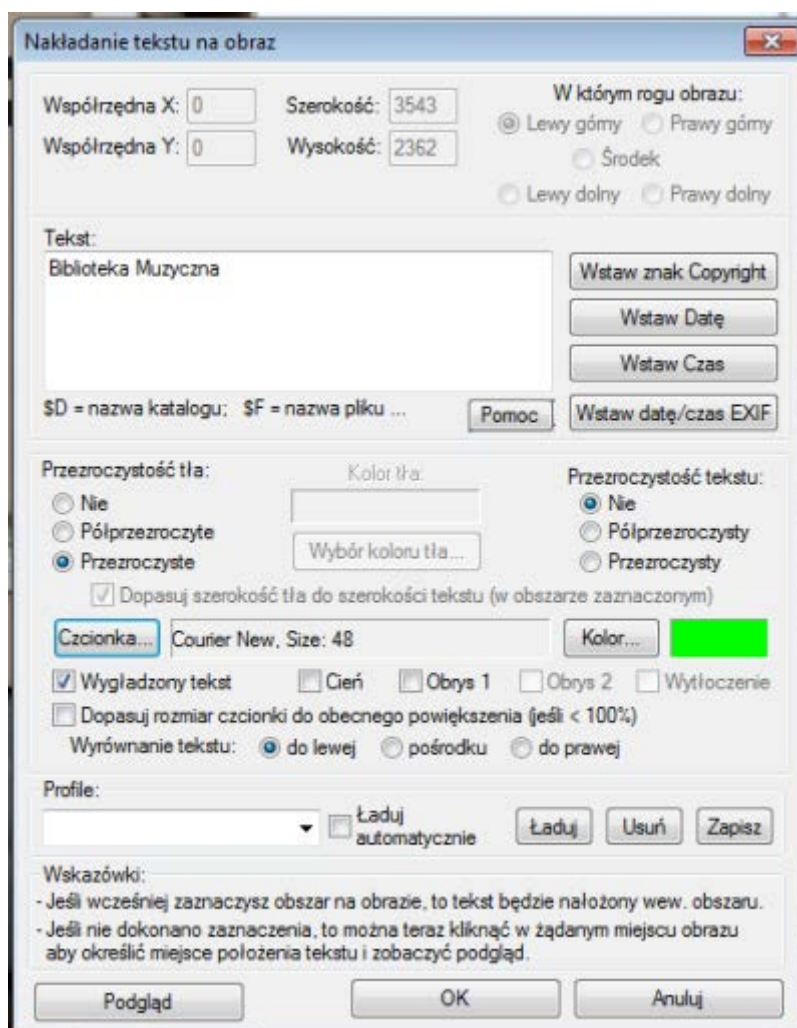 Nakładanie tekstu na obraz
Współrzędna X: 0 Szerokość: 3543 W którym rogu obrazu:
Lewy górny Prawy górny
Współrzędna Y: 0 Wysokość: 2362 Środek
Lewy dolny Prawy dolny
Tekst:
Biblioteka Muzyczna
Wstaw znak Copyright
Wstaw Datę
Wstaw Czas
$D = nazwa katalogu; $F = nazwa pliku ... Pomoc Wstaw datę/czas EXIF
Przezroczystość tła: Kolor tła: Przezroczystość tekstu:
Nie Nie
Półprzezroczyte Półprzezroczysty
Przezroczyste Wybór koloru tła... Przezroczysty
Dopasuj szerokość tła do szerokości tekstu (w obszarze zaznaczonym)
Czcionka... Courier New, Size: 48 Kolor...
Wygładzony tekst Cień Obrys 1 Obrys 2 Wytłoczenie
Dopasuj rozmiar czcionki do obecnego powiększenia (jeśli < 100%)
Wyrównanie tekstu: do lewej pośrodku do prawej
Profile:
Ładuj automatycznie Ładuj Usuń Zapisz
Wskazówki:
- Jeśli wcześniej zaznaczysz obszar na obrazie, to tekst będzie nałożony wew. obszaru.
- Jeśli nie dokonano zaznaczenia, to można teraz kliknąć w żądanym miejscu obrazu
aby określić miejsce położenia tekstu i zobaczyć podgląd.
Podgląd OK Anuluj